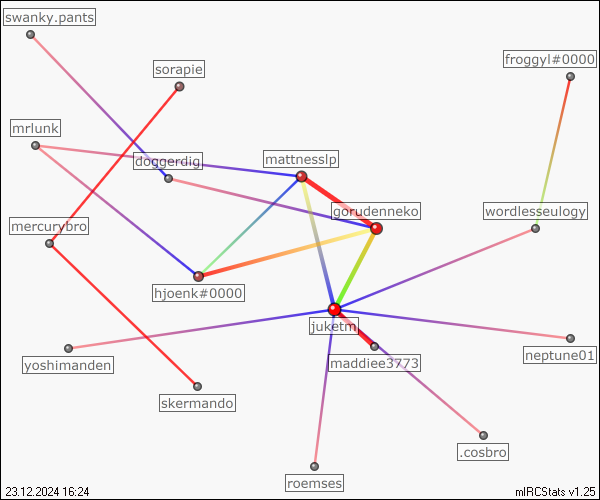 swanky.pants
froggyl#0000
sorapie
mrlunk
mattnesslp
doggerdig
gorudenneko
wordlesseulogy
mercurybro
hjoenk#0000
juketm
neptune01
yoshimanden
maddiee3773
skermando
.cosbro
roemses
23.12.2024 16:24
mIRCStats v1.25